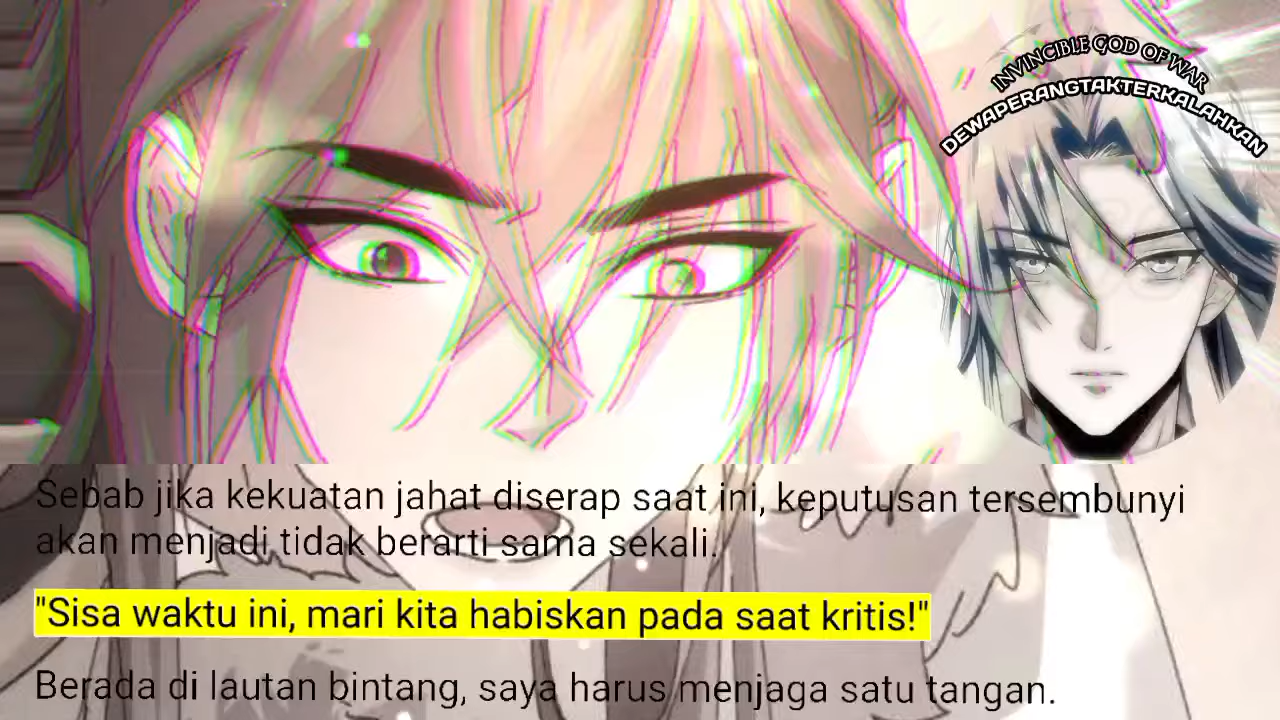 INVINCIBLE GOD OF WAR
DEWAPERANGTAKTERKALAHKAN
Sebab jika kekuatan jahat diserap saat ini, keputusan tersembunyi
akan menjadi tidak berarti sama sekali.
"Sisa waktu ini, mari kita habiskan pada saat kritis!"
Berada di lautan bintang, saya harus menjaga satu tangan.